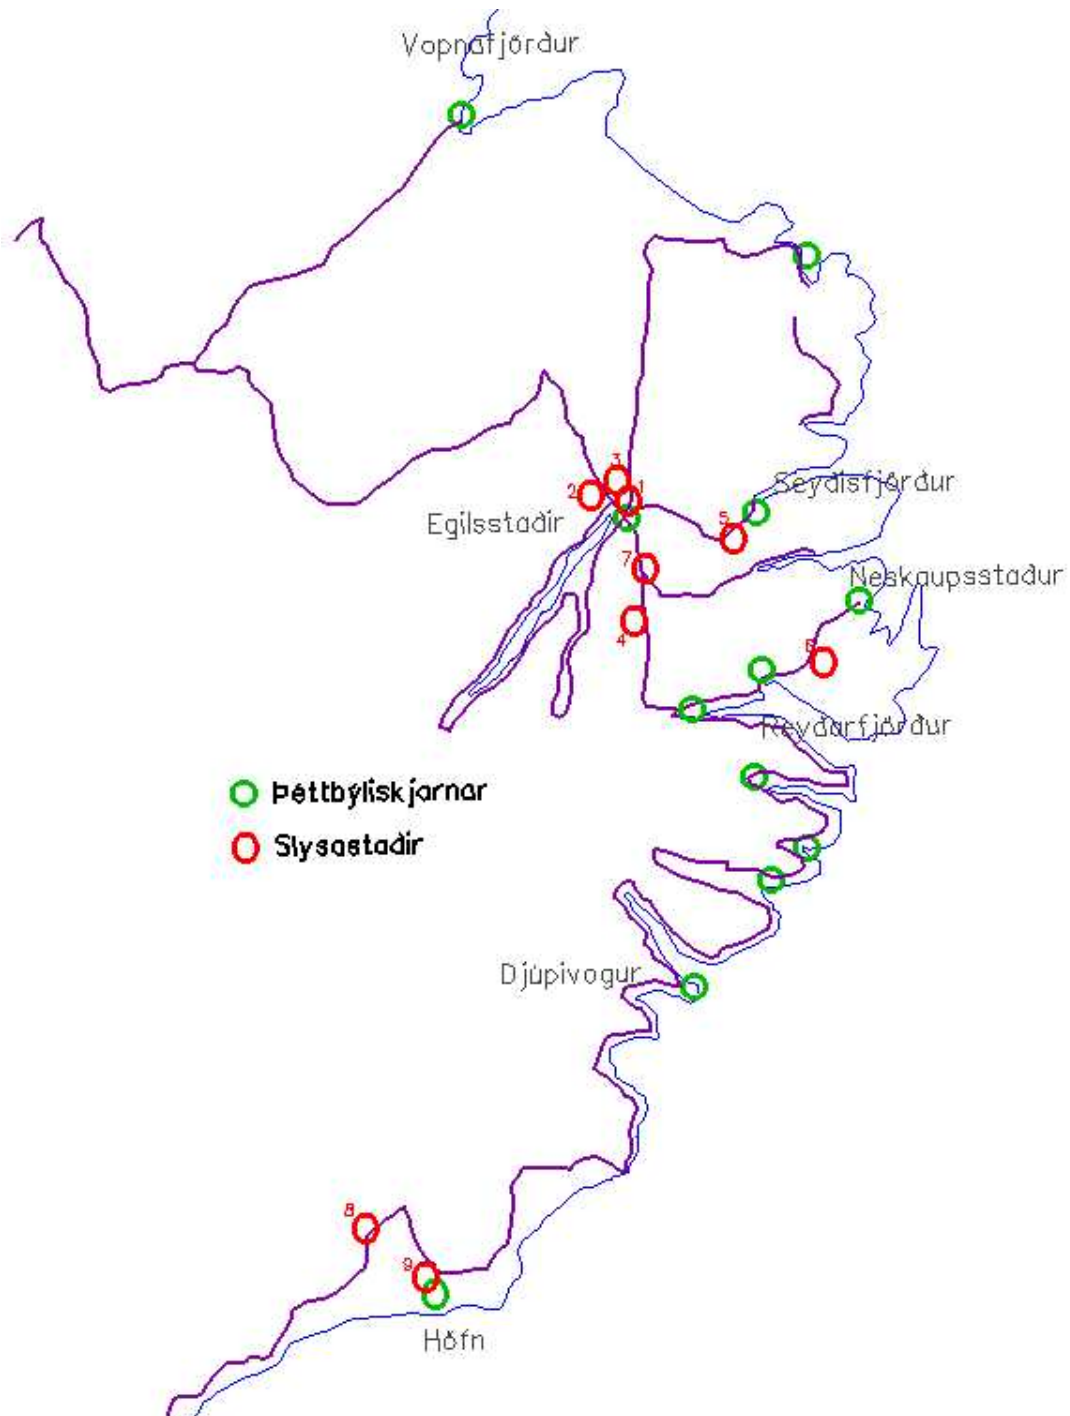 Vopnafjörður
3
2
1
Seyðisfjörður
Egilsstaðir
5
7
Neskaupsstaður
4
6
Reyðarfjörður
Þéttbýliskjarnar
Slysastaðir
Djúpivogur
8
9
Höfn